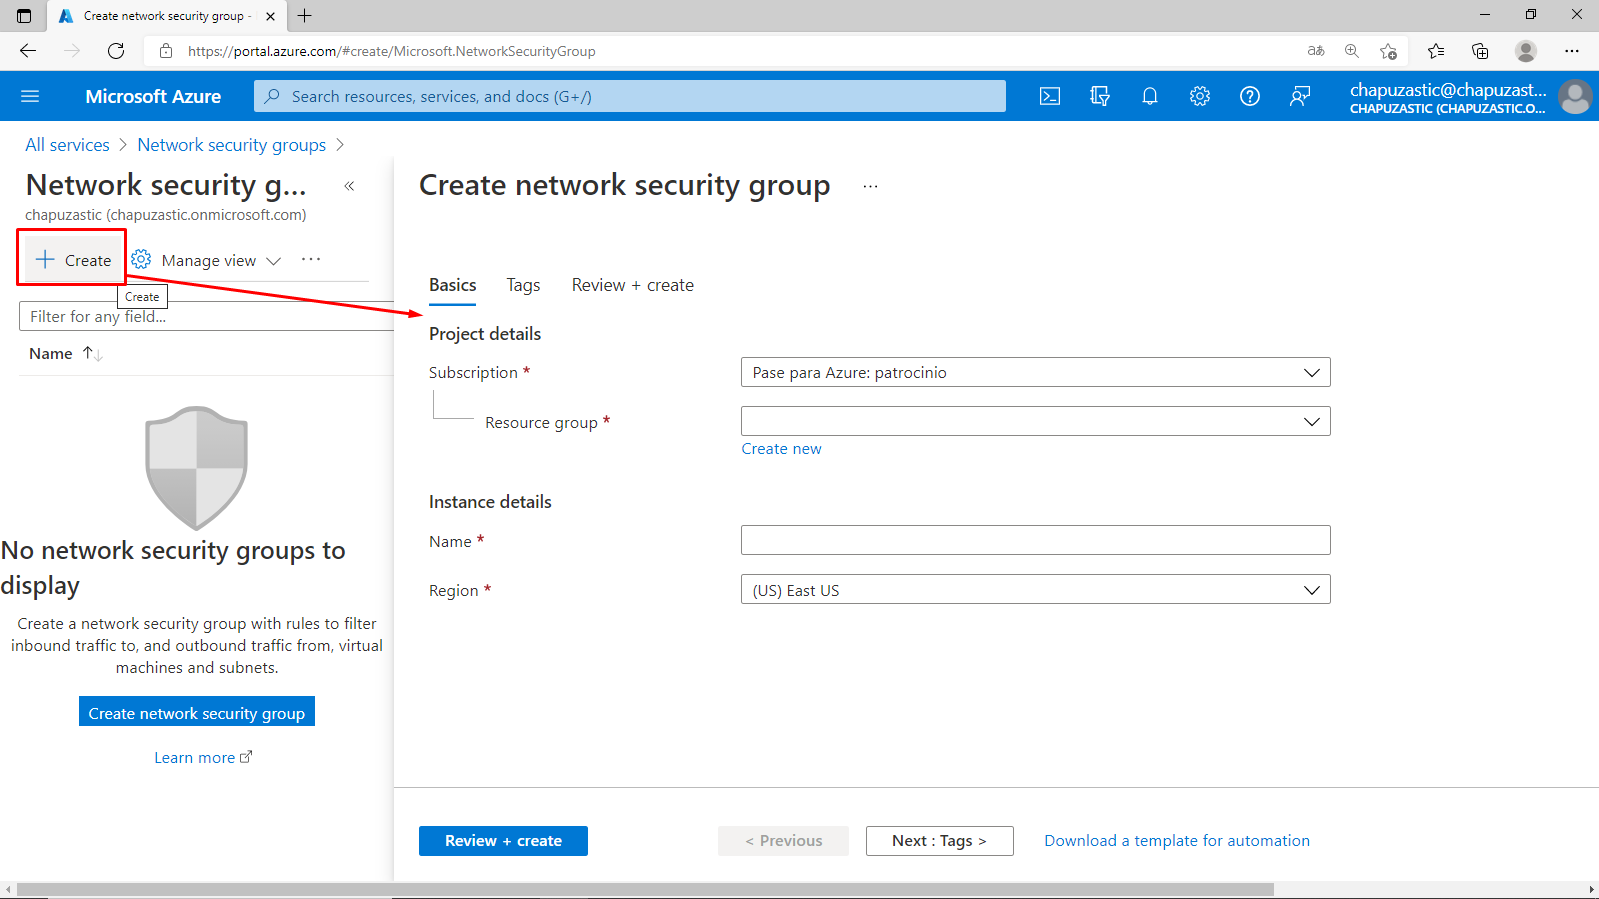 Create network security group -
https://portal.azure.com/#create/Microsoft.NetworkSecurityGroup
aあ
Microsoft Azure
Search resources, services, and docs (G+/)
chapuzastic@chapuzast...
CHAPUZASTIC (CHAPUZASTIC.O...
All services > Network security groups >
Network security g... «
chapuzastic (chapuzastic.onmicrosoft.com)
+ Create
Manage view
...
Create
Filter for any field...
Name ↑↓
No network security groups to
display
Create a network security group with rules to filter
inbound traffic to, and outbound traffic from, virtual
machines and subnets.
Create network security group
Learn more
Create network security group ...
Basics
Tags
Review + create
Project details
Subscription *
Pase para Azure: patrocinio
Resource group *
Create new
Instance details
Name *
Region *
(US) East US
Review + create
< Previous
Next : Tags >
Download a template for automation